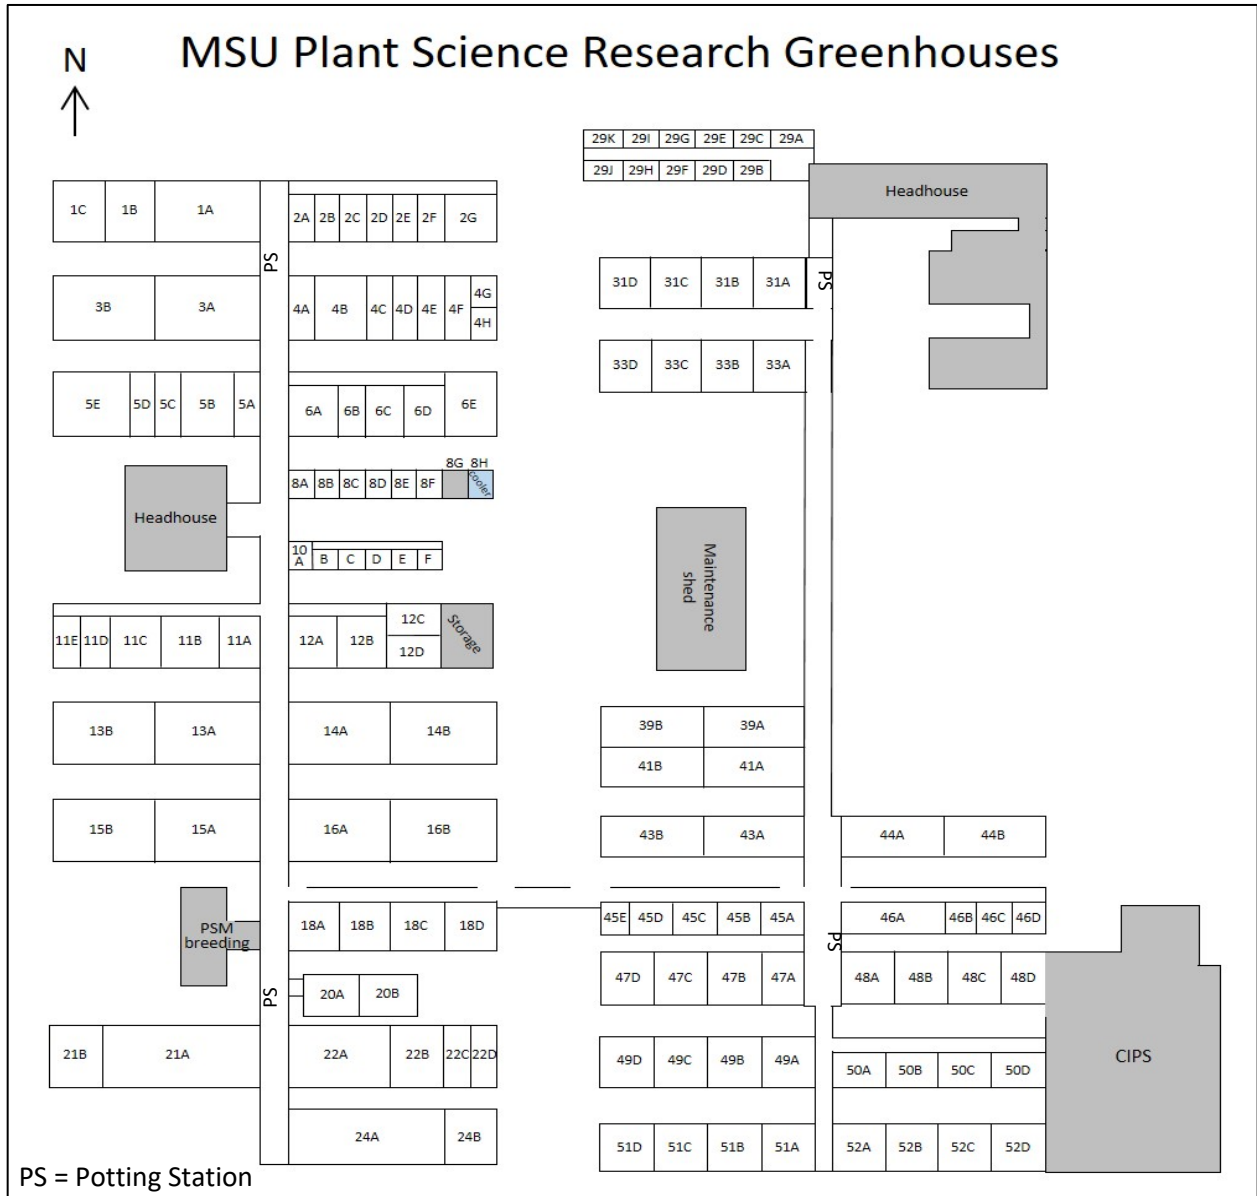 MSU Plant Science Research Greenhouses
N
29K 29I 29G 29E 29C 29A
29J 29H 29F 29D 29B
Headhouse
1C 1B 1A
2A 2B 2C 2D 2E 2F 2G
PS
31D 31C 31B 31A
PS
3B 3A
4A 4B 4C 4D 4E 4F 4G
4H
33D 33C 33B 33A
5E 5D 5C 5B 5A
6A 6B 6C 6D 6E
8G 8H
8A 8B 8C 8D 8E 8F
cooler
Headhouse
10
A B C D E F
Maintenance
shed
11E 11D 11C 11B 11A
12A 12B 12C
12D
Storage
13B 13A 14A 14B
39B 39A
41B 41A
15B 15A 16A 16B
43B 43A 44A 44B
PSM
breeding
18A 18B 18C 18D
45E 45D 45C 45B 45A
46A 46B 46C 46D
PS
47D 47C 47B 47A
48A 48B 48C 48D
PS
20A 20B
21B 21A
22A 22B 22C 22D
49D 49C 49B 49A
50A 50B 50C 50D
CIPS
24A 24B
51D 51C 51B 51A
52A 52B 52C 52D
PS = Potting Station